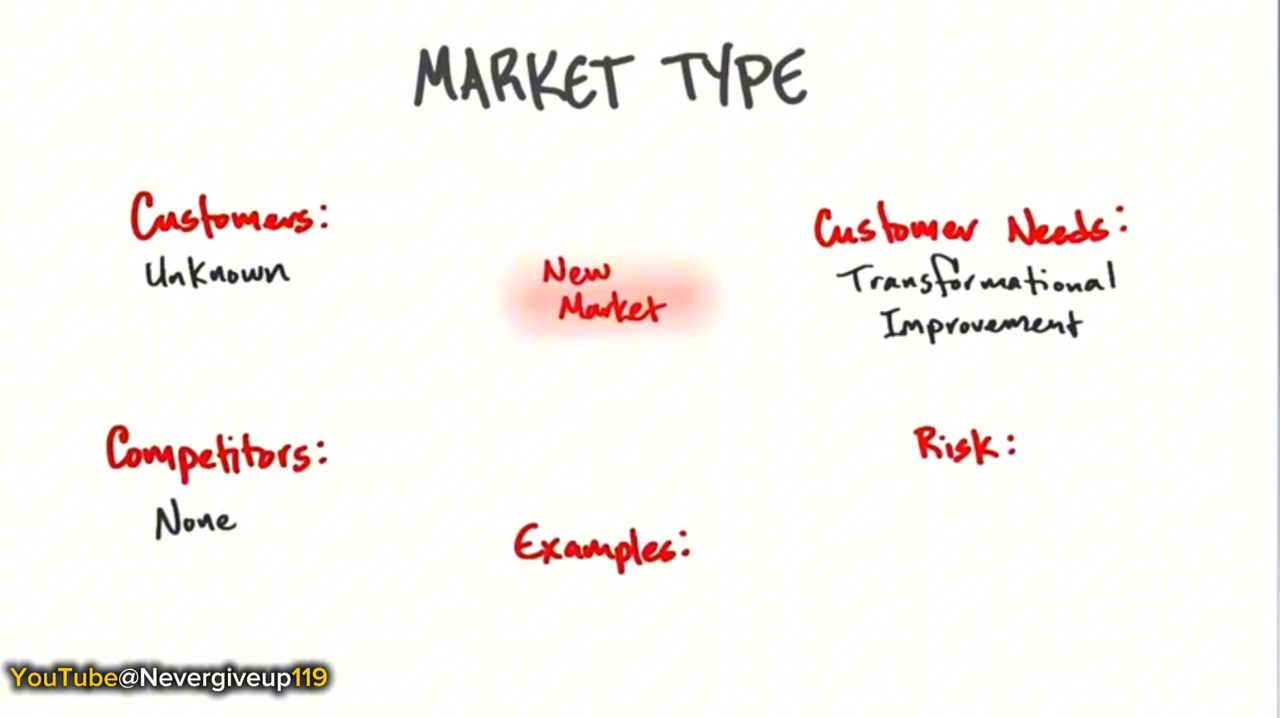 MARKET TYPE
Customers:
Unknown
New
Market
Customer Needs:
Transformational
Improvement
Competitors:
None
Risk:
Examples:
YouTube@Nevergiveup119